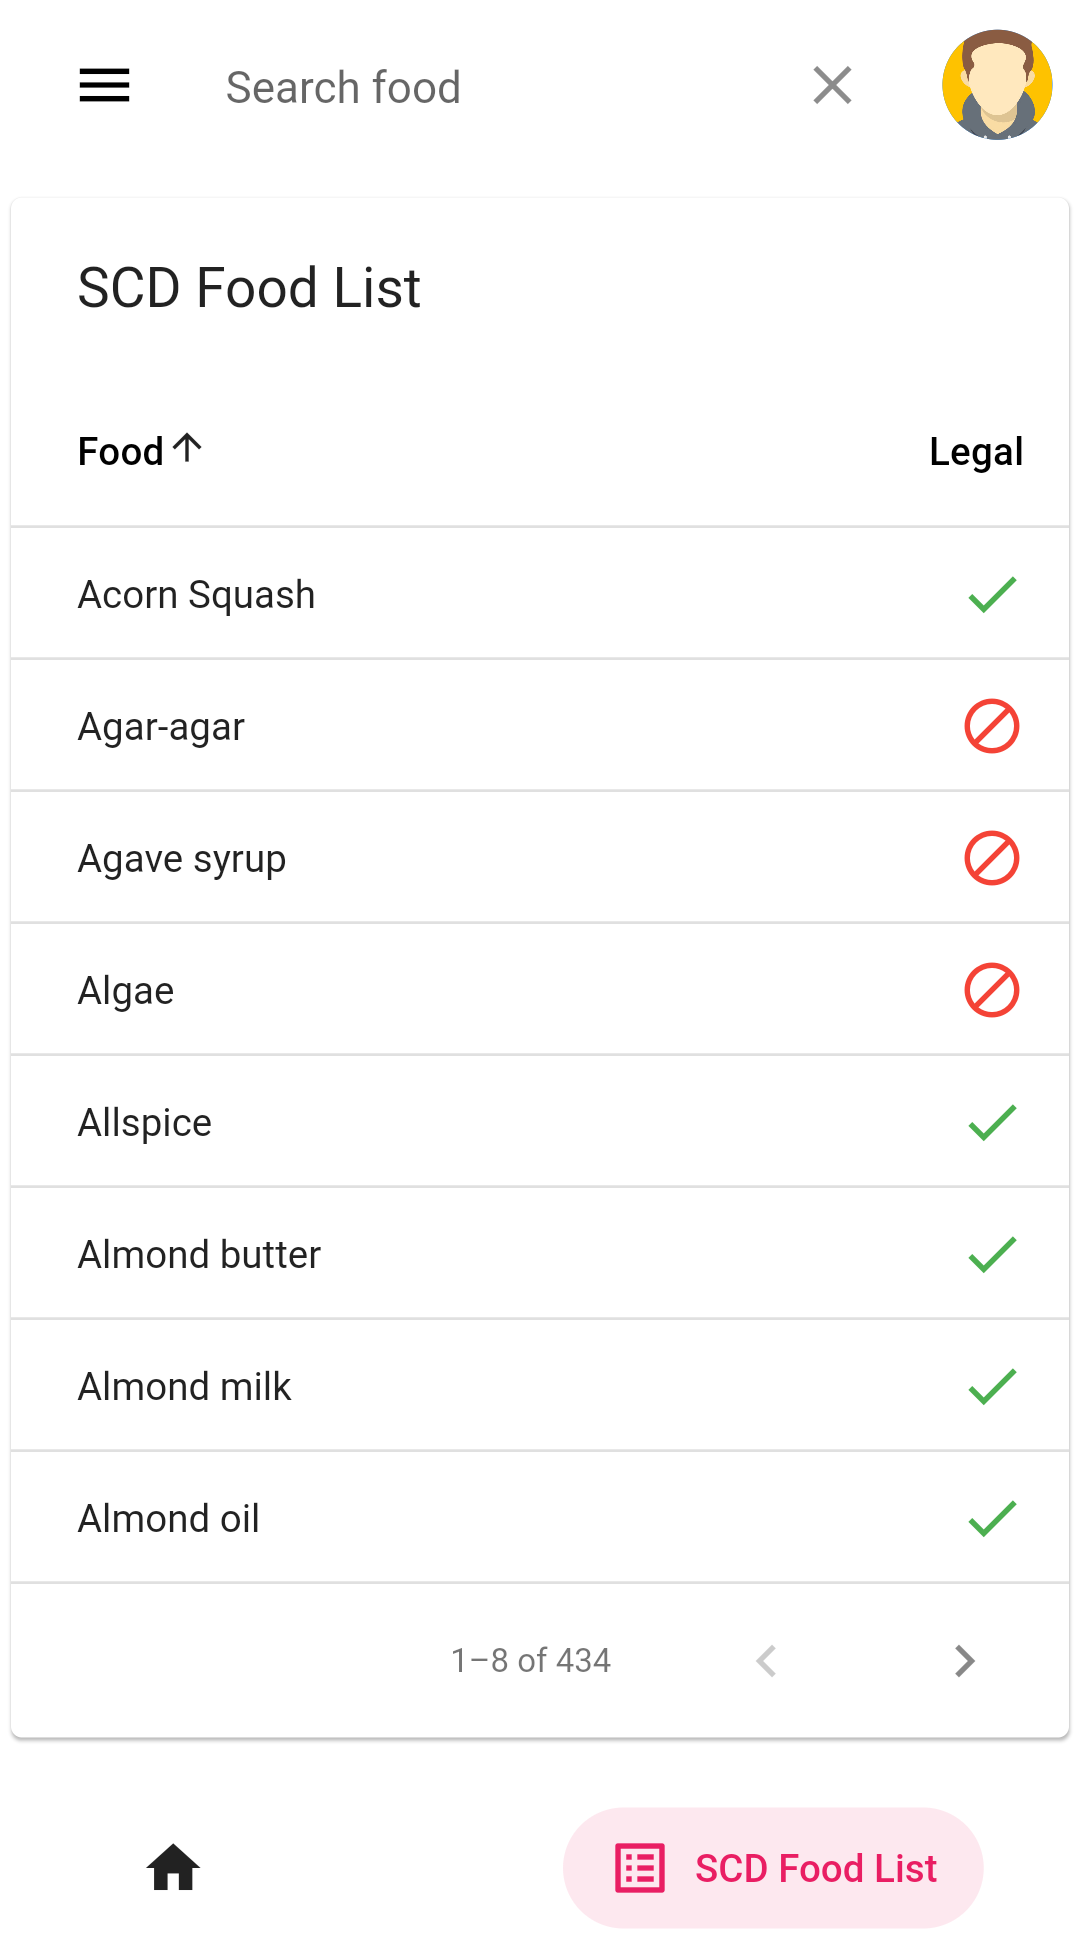 Search food
SCD Food List
Food Legal
Acorn Squash
Agar-agar
Agave syrup
Algae
Allspice
Almond butter
Almond milk
Almond oil
1–8 of 434
SCD Food List